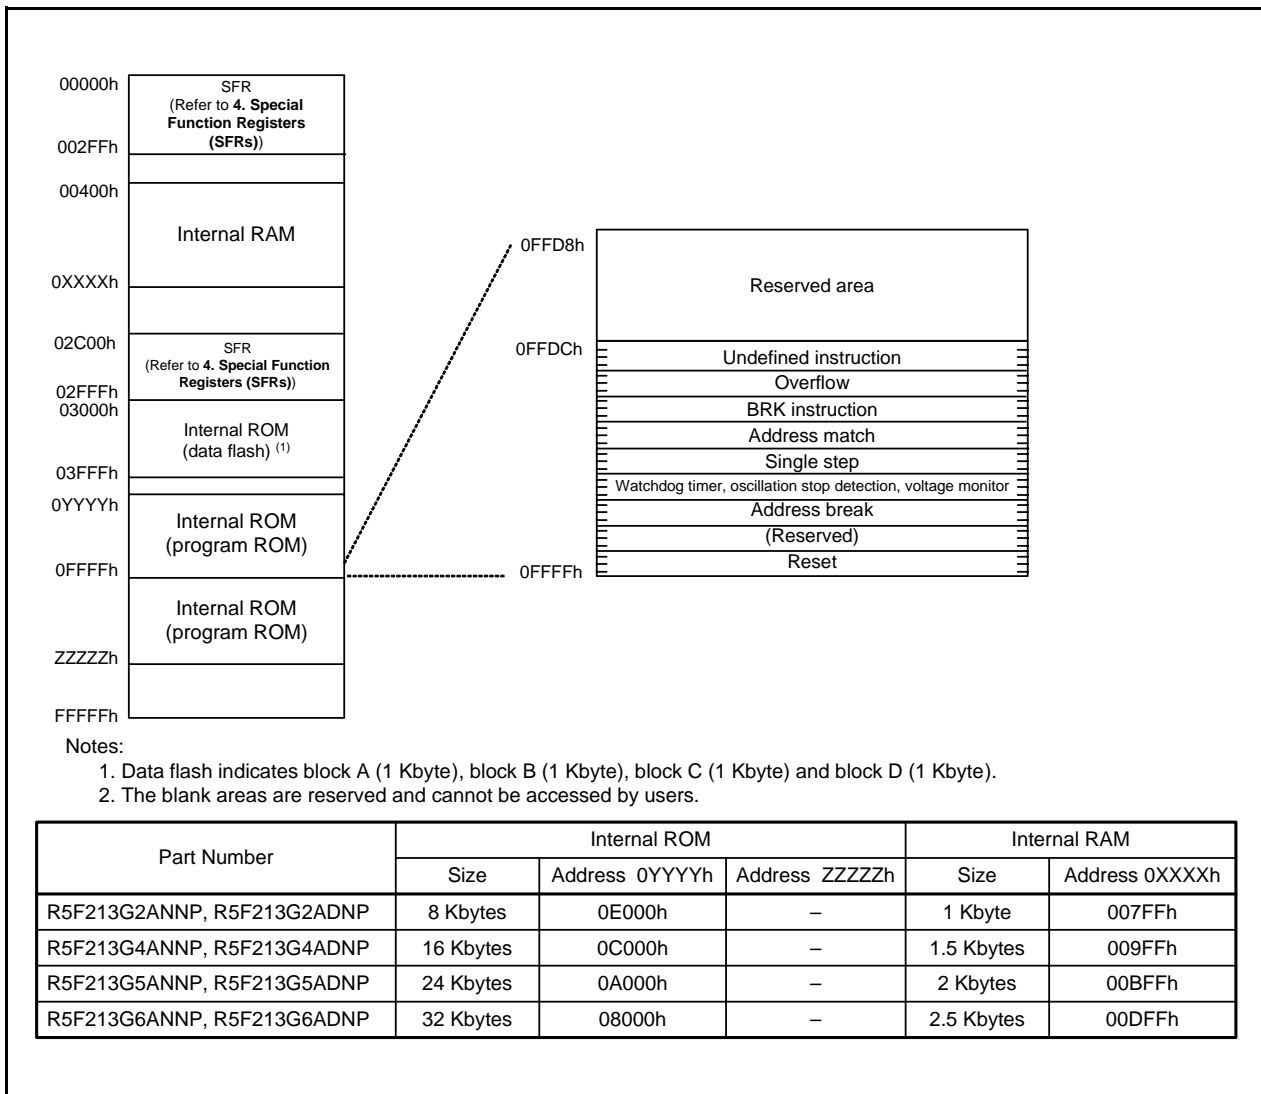 00000h
SFR
(Refer to 4. Special
Function Registers
(SFRs))
002FFh
00400h
Internal RAM
0XXXXh
02C00h
SFR
(Refer to 4. Special Function
Registers (SFRs))
02FFFh
03000h
Internal ROM
(data flash) (1)
03FFFh
0YYYYh
Internal ROM
(program ROM)
0FFFFh
Internal ROM
(program ROM)
ZZZZZh
FFFFFh
0FFD8h
Reserved area
0FFDCh
Undefined instruction
Overflow
BRK instruction
Address match
Single step
Watchdog timer, oscillation stop detection, voltage monitor
Address break
(Reserved)
Reset
0FFFFh
Notes:
1. Data flash indicates block A (1 Kbyte), block B (1 Kbyte), block C (1 Kbyte) and block D (1 Kbyte).
2. The blank areas are reserved and cannot be accessed by users.
Part Number Internal ROM Internal RAM
Size Address 0YYYYh Address ZZZZZh Size Address 0XXXXh
R5F213G2ANNP, R5F213G2ADNP 8 Kbytes 0E000h – 1 Kbyte 007FFh
R5F213G4ANNP, R5F213G4ADNP 16 Kbytes 0C000h – 1.5 Kbytes 009FFh
R5F213G5ANNP, R5F213G5ADNP 24 Kbytes 0A000h – 2 Kbytes 00BFFh
R5F213G6ANNP, R5F213G6ADNP 32 Kbytes 08000h – 2.5 Kbytes 00DFFh